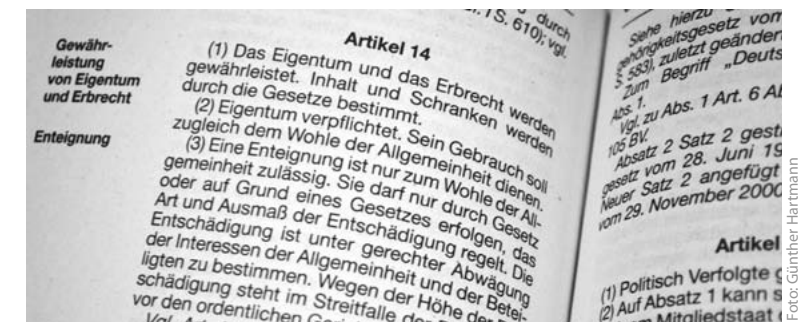 durch
I S. 610); vgl.
Gewähr-
leistung
von Eigentum
und Erbrecht
Enteignung
Artikel 14
(1) Das Eigentum und das Erbrecht werden
gewährleistet. Inhalt und Schranken werden
durch die Gesetze bestimmt.
(2) Eigentum verpflichtet. Sein Gebrauch soll
zugleich dem Wohle der Allgemeinheit dienen.
(3) Eine Enteignung ist nur zum Wohle der All-
gemeinheit zulässig. Sie darf nur durch Gesetz
oder auf Grund eines Gesetzes erfolgen, das
Art und Ausmaß der Entschädigung regelt. Die
Entschädigung ist unter gerechter Abwägung
der Interessen der Allgemeinheit und der Betei-
ligten zu bestimmen. Wegen der Höhe der
schädigung steht im Streitfalle der
vor den ordentlichen
Siehe hierzu
gehörigkeitsgesetz vom
S. 583), zuletzt geänder
Zum Begriff „Deuts
Abs. 1.
Vgl. zu Abs. 1 Art. 6 A
105 BV.
Absatz 2 Satz 2 gest
gesetz vom 28. Juni 19
Neuer Satz 2 angefügt
vom 29. November 2000
Artikel
(1) Politisch Verfolgte
(2) Auf Absatz 1 kann s
Mitgliedstaat
Foto: Günther Hartmann